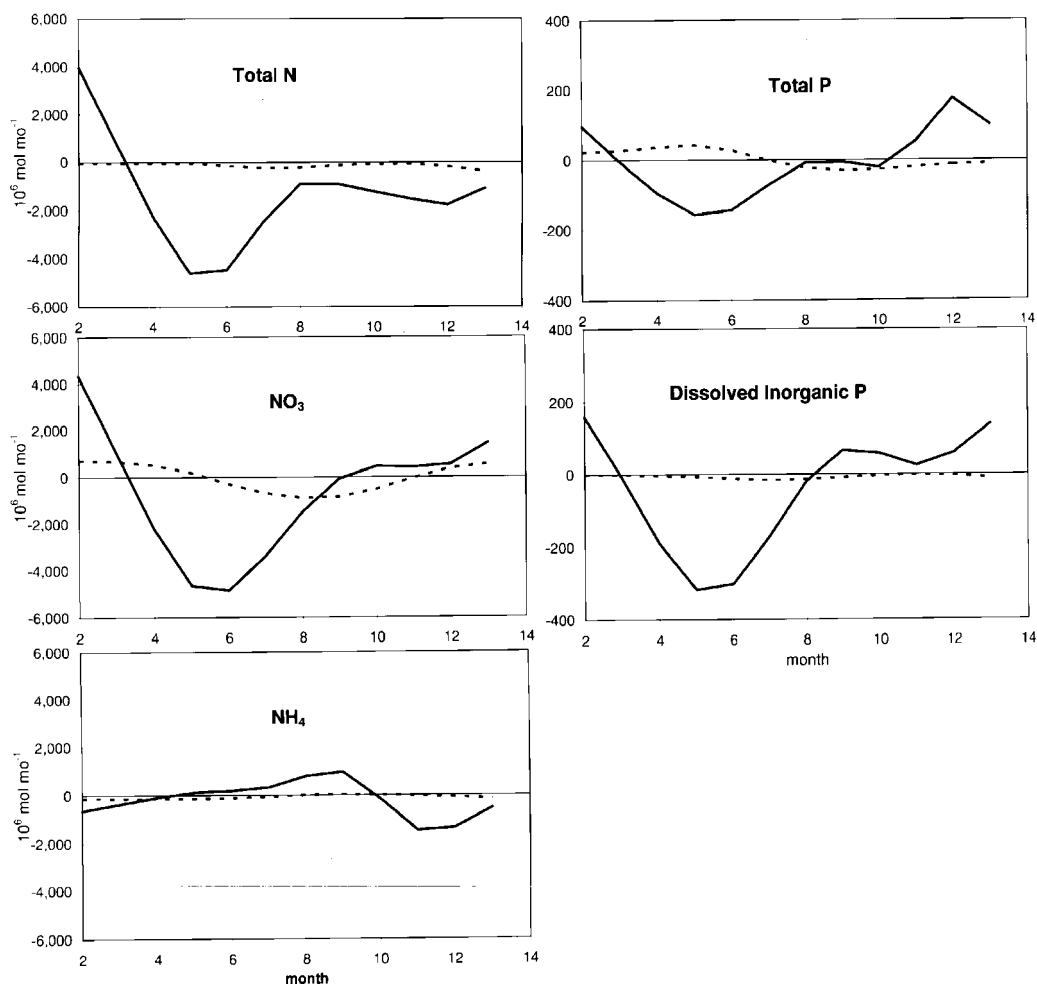 6,000
4,000
2,000
0
-2,000
-4,000
-6,000
10⁶ mol mo⁻¹
Total N
2 4 6 8 10 12 14
400
200
0
-200
-400
Total P
2 4 6 8 10 12 14
6,000
4,000
2,000
0
-2,000
-4,000
-6,000
10⁶ mol mo⁻¹
NO₃
2 4 6 8 10 12 14
400
200
0
-200
-400
Dissolved Inorganic P
2 4 6 8 10 12 14
month
6,000
4,000
2,000
0
-2,000
-4,000
-6,000
10⁶ mol mo⁻¹
NH₄
2 4 6 8 10 12 14
month